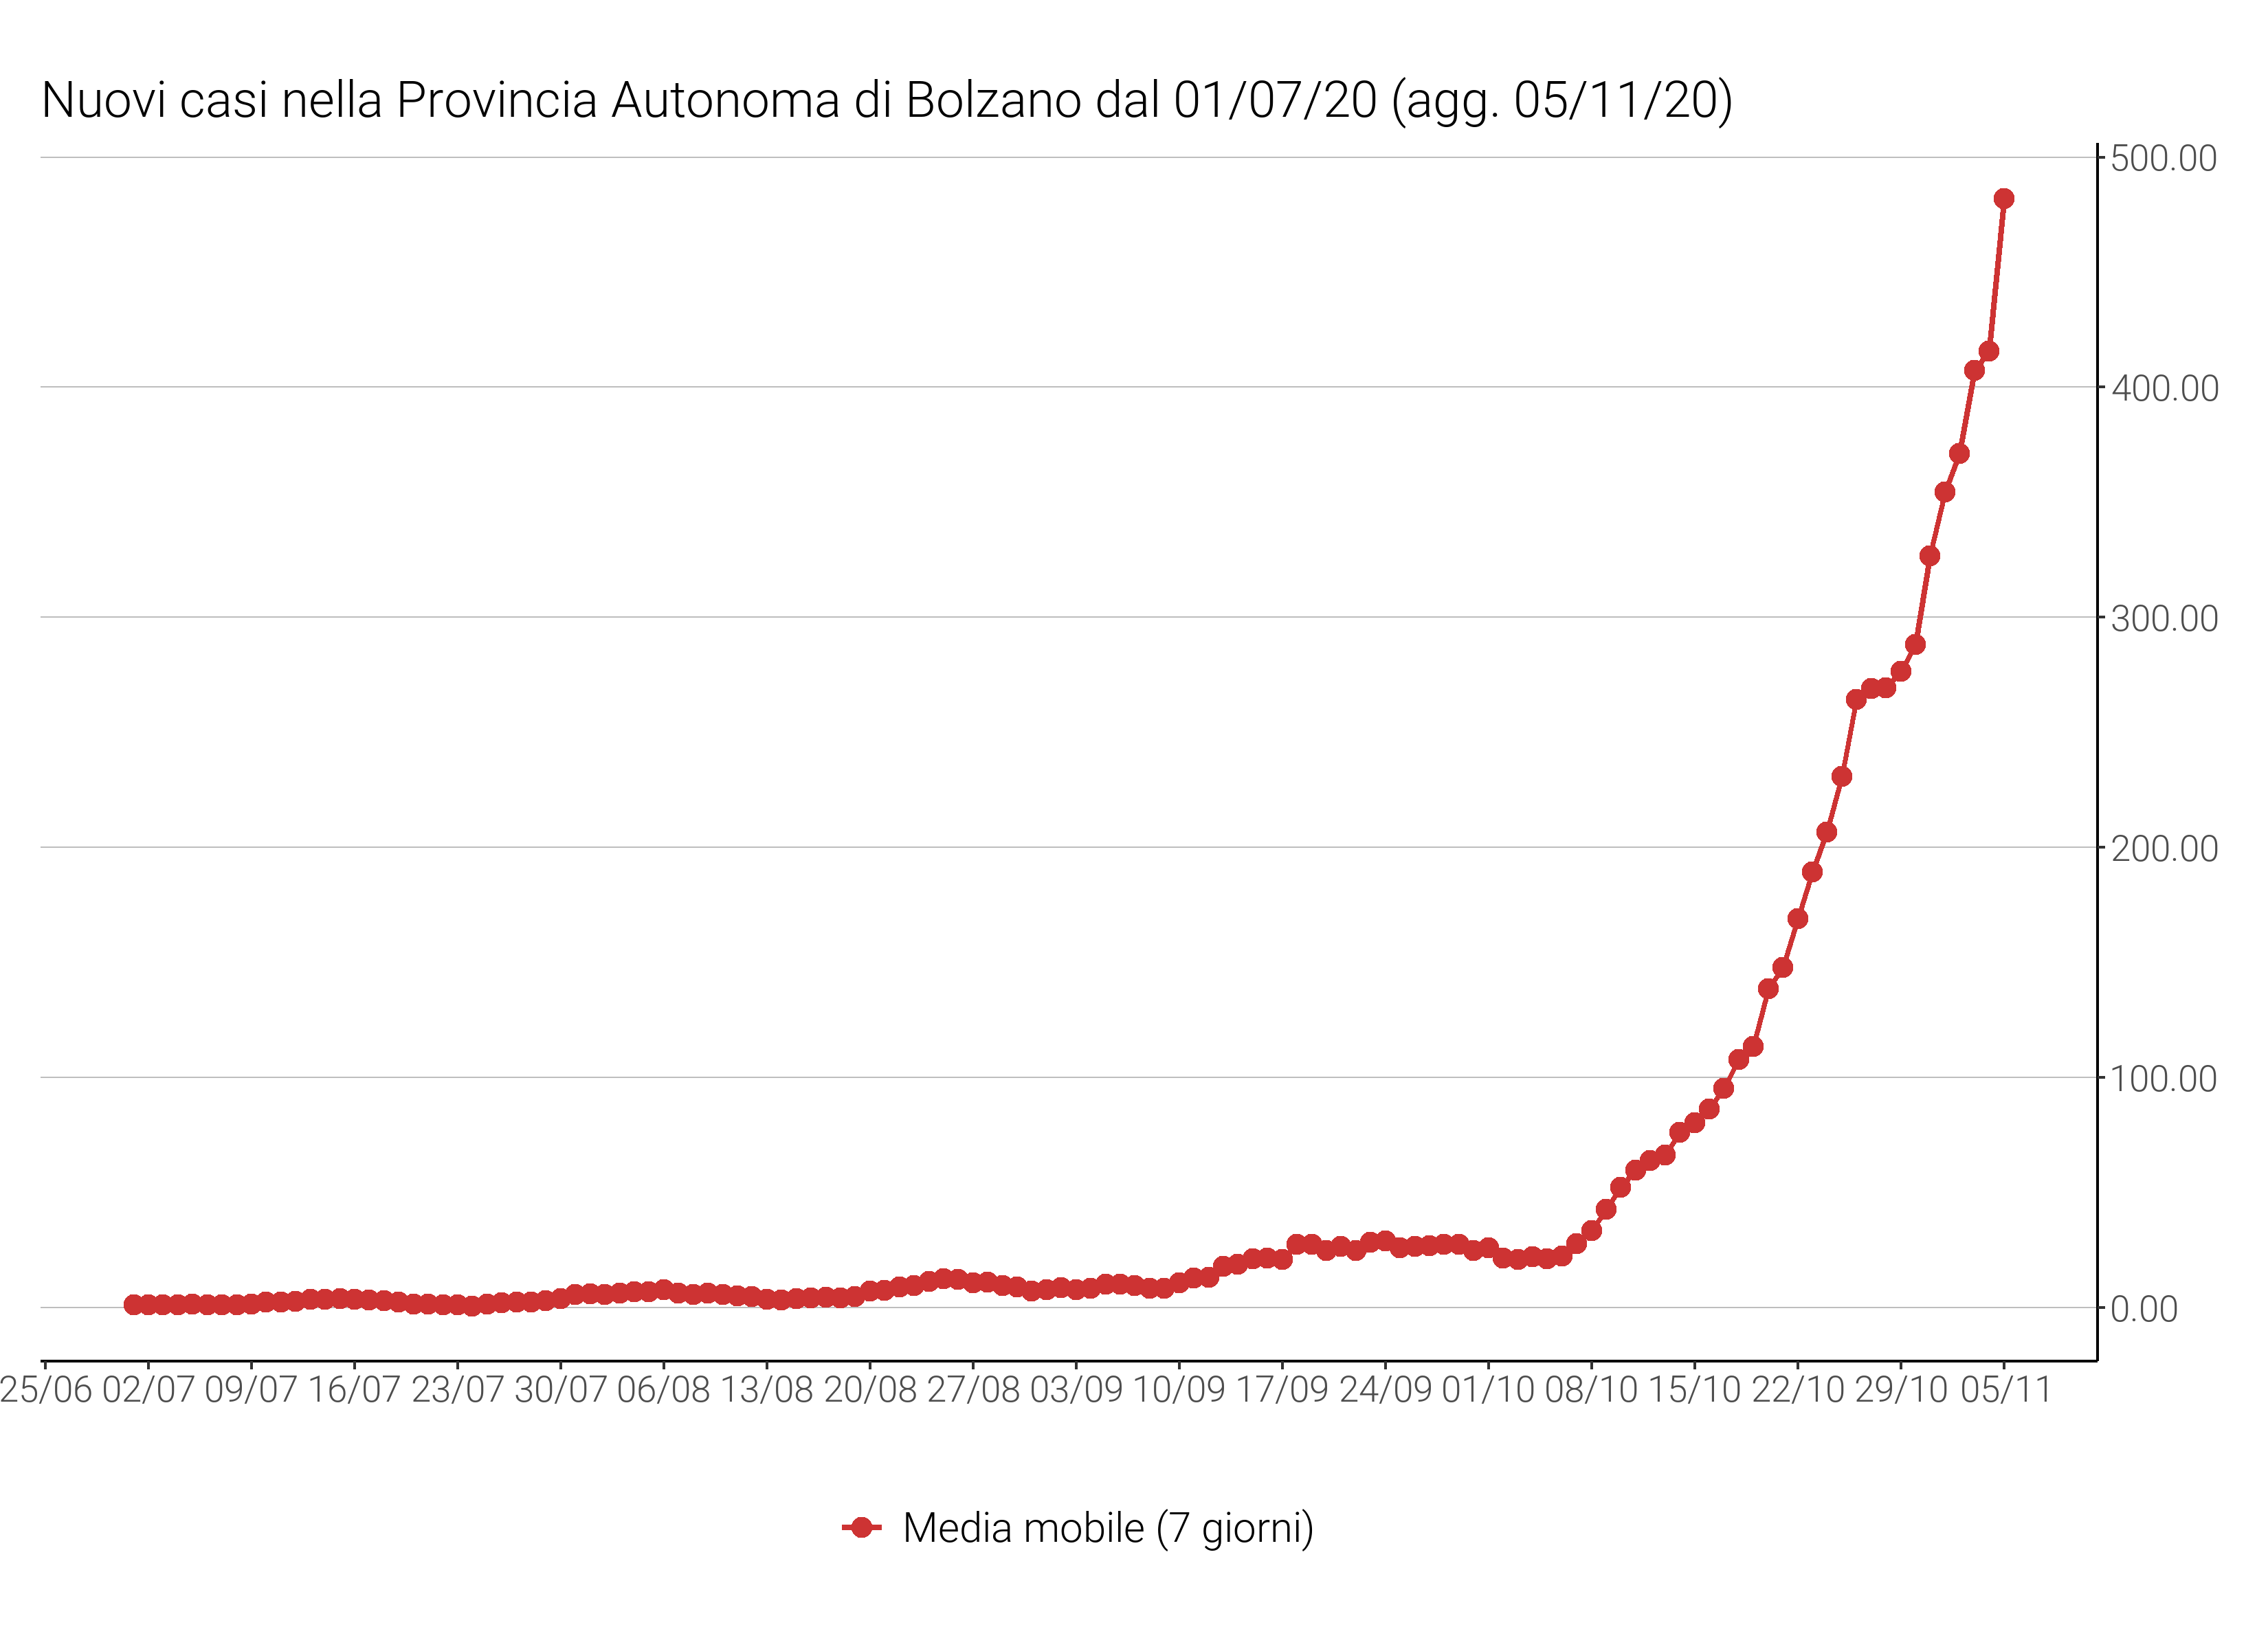 Nuovi casi nella Provincia Autonoma di Bolzano dal 01/07/20 (agg. 05/11/20)
500.00
400.00
300.00
200.00
100.00
0.00
25/06 02/07 09/07 16/07 23/07 30/07 06/08 13/08 20/08 27/08 03/09 10/09 17/09 24/09 01/10 08/10 15/10 22/10 29/10 05/11
Media mobile (7 giorni)